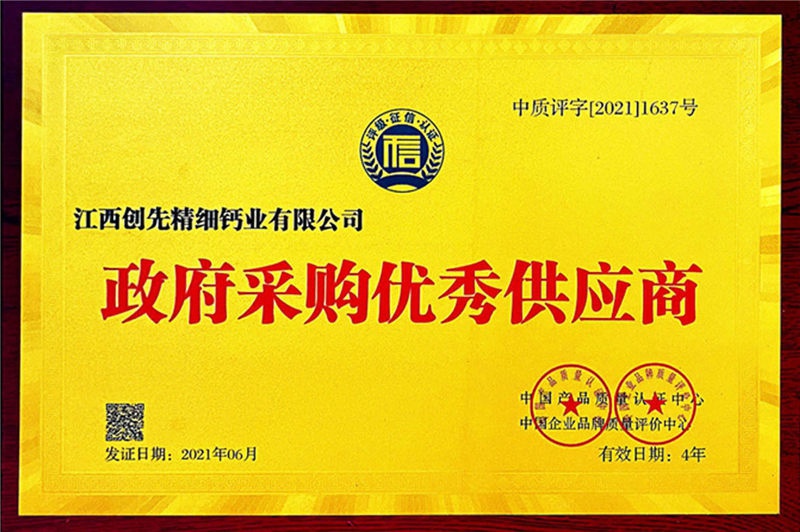 中质评字[2021]1637号
评级·征信·认证
信
江西创先精细钙业有限公司
政府采购优秀供应商
中国产品质量认证中心
中国企业品牌质量评价中心
发证日期：2021年06月
有效日期：4年